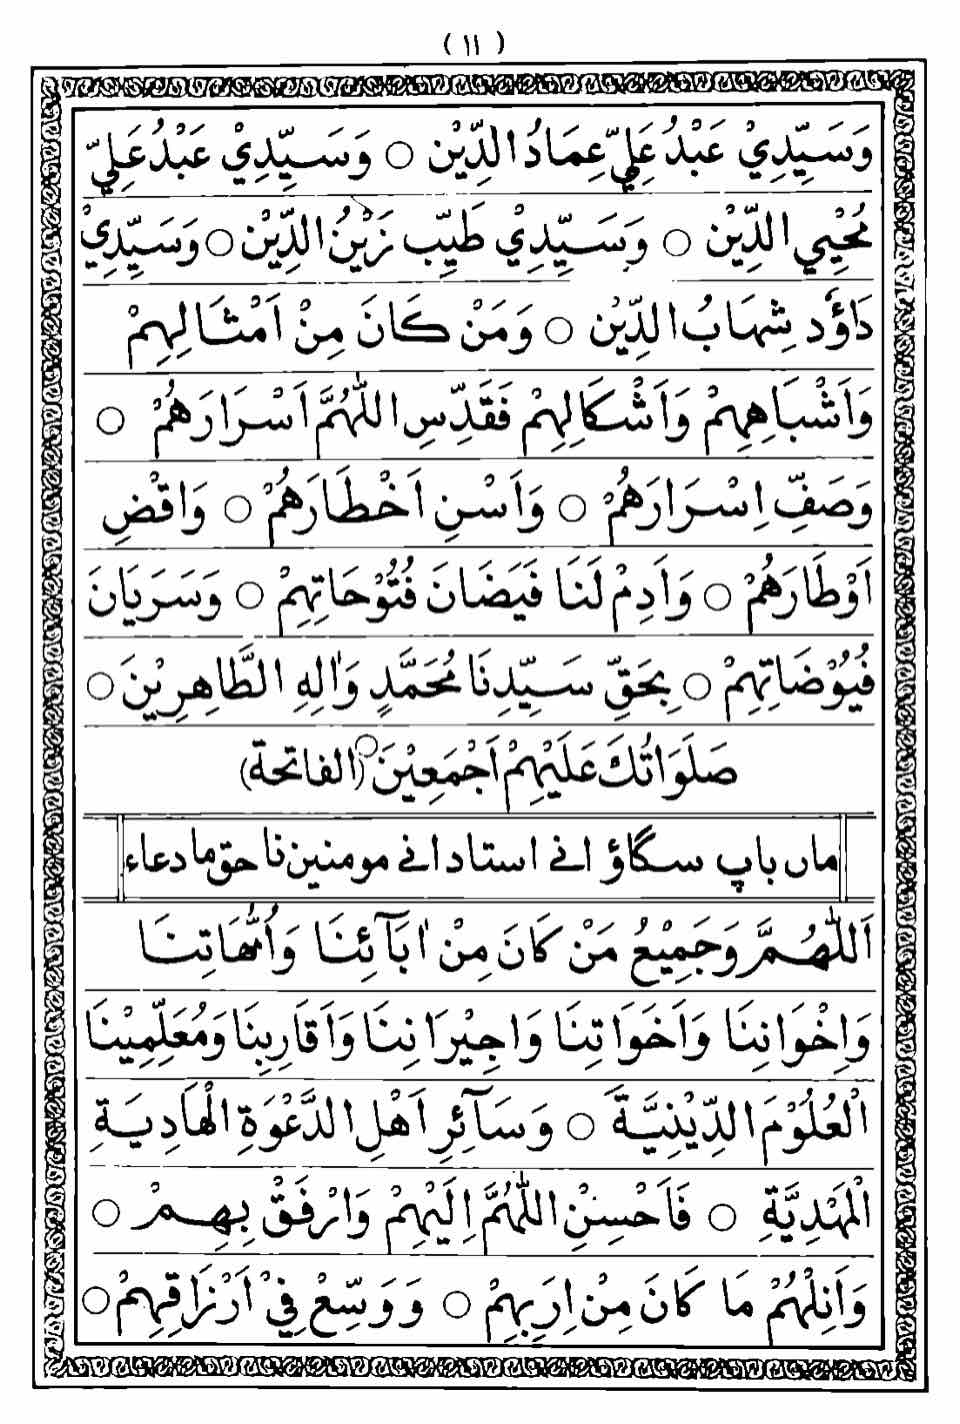 ( ١١ )
وَسَيِّدِيْ عَبْدُ عَلِيّ عِمَادُ الدِّيْن ○ وَسَيِّدِيْ عَبْدُ عَلِيّ
مُحْيِي الدِّيْن ○ وَسَيِّدِيْ طَيِّب زَيْنُ الدِّيْن ○ وَسَيِّدِيْ
دَاوٗد شِهَابُ الدِّيْن ○ وَمَنْ كَانَ مِنْ اَمْثَالِهِمْ
وَاَشْبَاهِهِمْ وَاَشْكَالِهِمْ فَقَدِّسِ اللّٰهُمَّ اَسْرَارَهُمْ ○
وَصَفِّ اِسْرَارَهُمْ ○ وَاَسْنِ اَخْطَارَهُمْ ○ وَاقْضِ
اَوْطَارَهُمْ ○ وَاَدِمْ لَنَا فَيَضَانَ فُتُوْحَاتِهِمْ ○ وَسَرَيَانَ
فُيُوْضَاتِهِمْ ○ بِحَقِّ سَيِّدِنَا مُحَمَّدٍ وَاٰلِهِ الطَّاهِرِيْنَ ○
صَلَوَاتُكَ عَلَيْهِمْ اَجْمَعِيْنَ ○ (الفاتحة)
ماں باپ سگاؤ انے استاد انے مومنين نا حق ما دعاء
اَللّٰهُمَّ وَجَمِيْعُ مَنْ كَانَ مِنْ اٰبَآئِنَا وَاُمَّهَاتِنَا
وَاِخْوَانِنَا وَاَخَوَاتِنَا وَاجِيْرَانِنَا وَاَقَارِبِنَا وَمُعَلِّمِيْنَا
الْعُلُوْمَ الدِّيْنِيَّةَ ○ وَسَآئِرِ اَهْلِ الدَّعْوَةِ الْهَادِيَةِ
الْمَهْدِيَّةِ ○ فَاَحْسِنِ اللّٰهُمَّ اِلَيْهِمْ وَارْفَقْ بِهِمْ ○
وَاَنِلْهُمْ مَا كَانَ مِنْ اِرَبِهِمْ ○ وَوَسِّعْ فِيْ اَرْزَاقِهِمْ ○